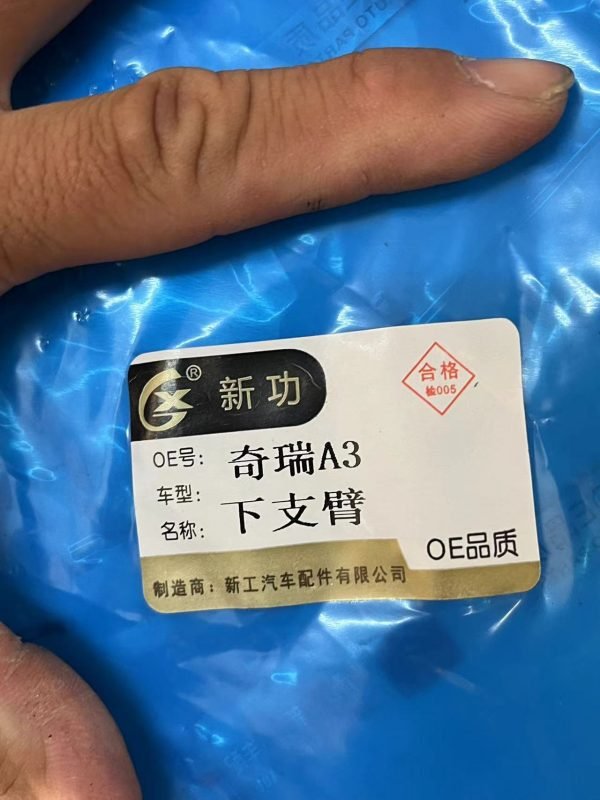 新功®
合格
检005
OE号：
奇瑞A3
车型：
名称：
下支臂
OE品质
制造商：新工汽车配件有限公司